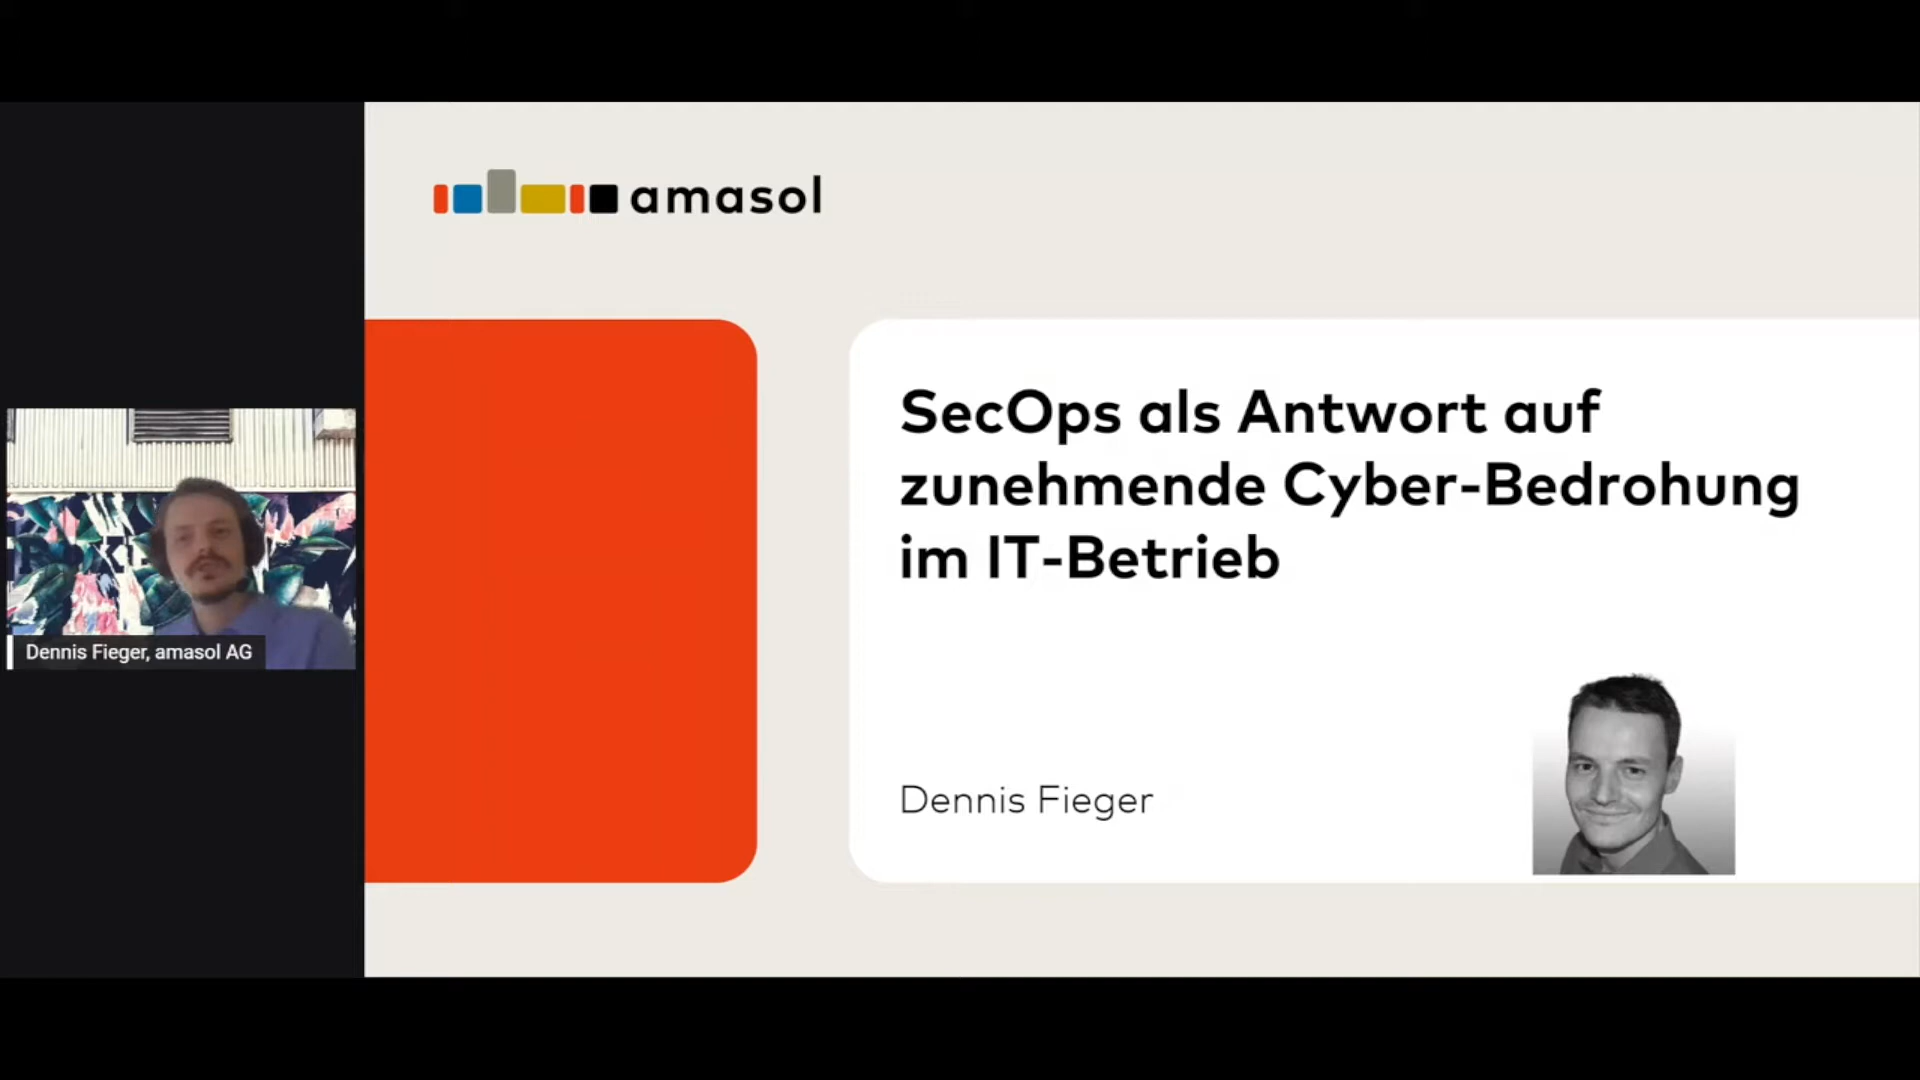 amasol
SecOps als Antwort auf
zunehmende Cyber-Bedrohung
im IT-Betrieb
Dennis Fieger
Dennis Fieger, amasol AG